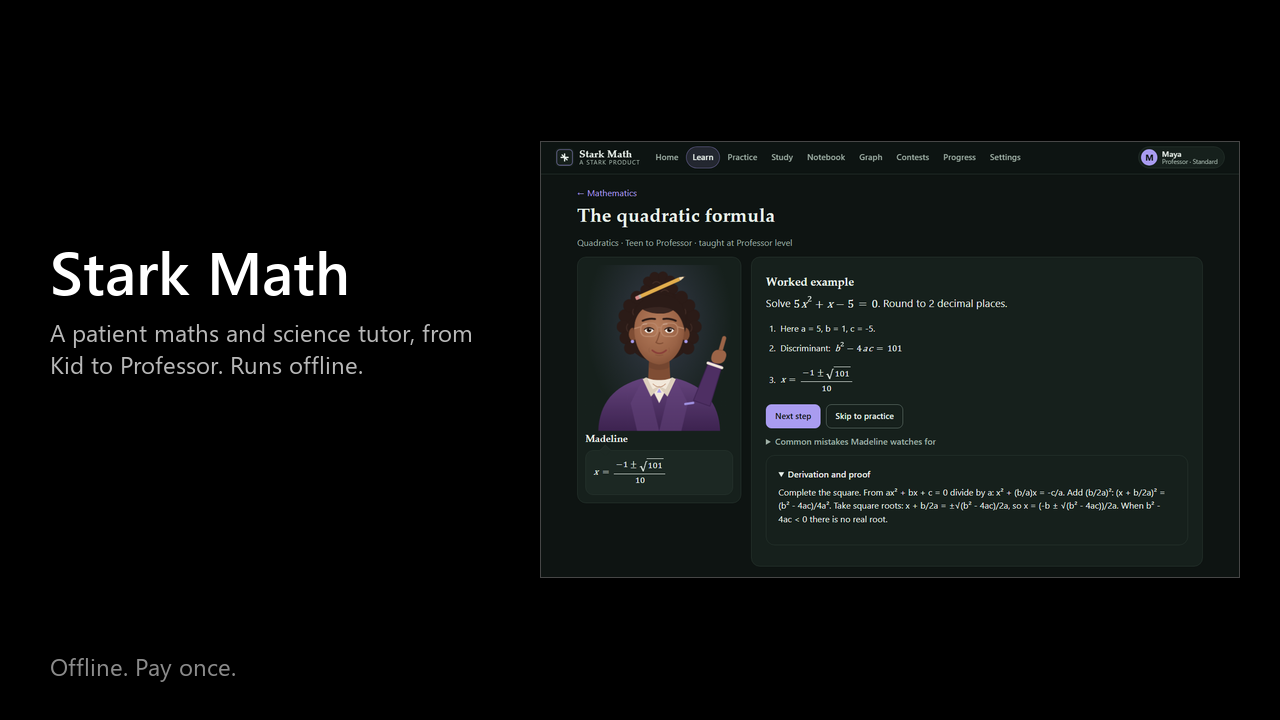 Stark Math
A patient maths and science tutor, from
Kid to Professor. Runs offline.
Offline. Pay once.
Stark Math
A STARK PRODUCT
Home
Learn
Practice
Study
Notebook
Graph
Contests
Progress
Settings
M
Maya
Professor · Standard
← Mathematics
The quadratic formula
Quadratics · Teen to Professor · taught at Professor level
Madeline
x = (−1 ± √101)/10
Worked example
Solve 5x² + x − 5 = 0. Round to 2 decimal places.
1. Here a = 5, b = 1, c = -5.
2. Discriminant: b² − 4ac = 101
3. x = (−1 ± √101)/10
Next step
Skip to practice
▶ Common mistakes Madeline watches for
▼ Derivation and proof
Complete the square. From ax² + bx + c = 0 divide by a: x² + (b/a)x = -c/a. Add (b/2a)²: (x + b/2a)² =
(b² - 4ac)/4a². Take square roots: x + b/2a = ±√(b² - 4ac)/2a, so x = (-b ± √(b² - 4ac))/2a. When b² -
4ac < 0 there is no real root.